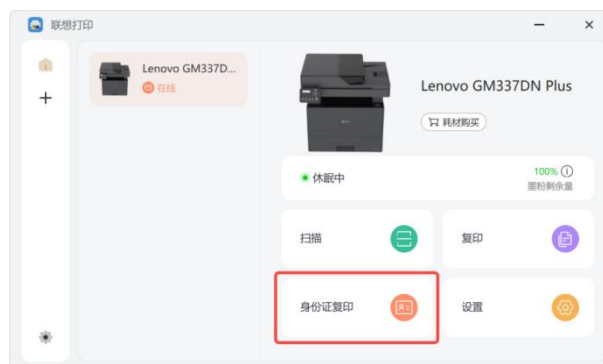 联想打印
Lenovo GM337D...
在线
Lenovo GM337DN Plus
耗材购买
休眠中
100%
墨粉剩余量
扫描
复印
身份证复印
设置